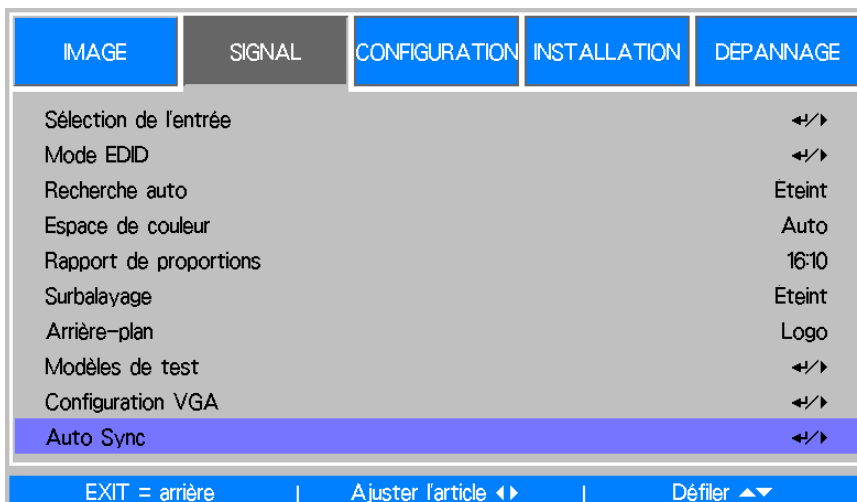 IMAGE SIGNAL CONFIGURATION INSTALLATION DÉPANNAGE
Sélection de l'entrée ↵/▶
Mode EDID ↵/▶
Recherche auto Éteint
Espace de couleur Auto
Rapport de proportions 16:10
Surbalayage Éteint
Arrière-plan Logo
Modèles de test ↵/▶
Configuration VGA ↵/▶
Auto Sync ↵/▶
EXIT = arrière | Ajuster l'article ◀▶ | Défiler ▲▼